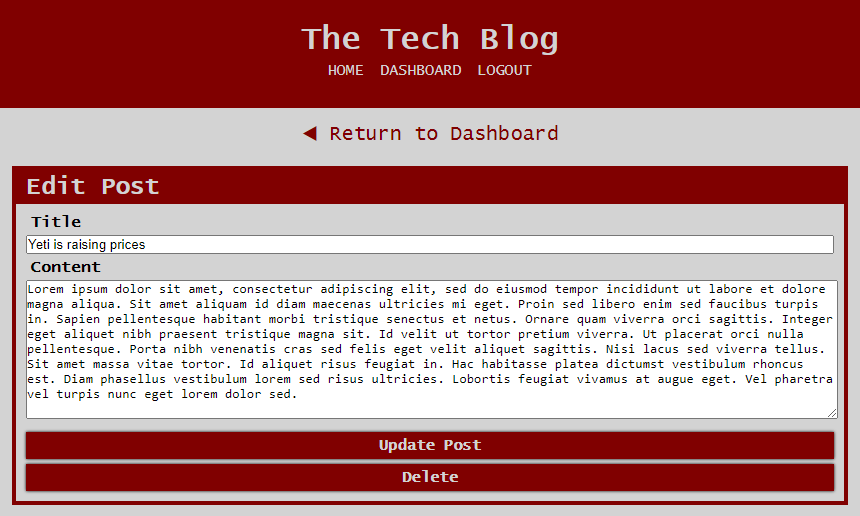 The Tech Blog
HOME DASHBOARD LOGOUT
◄ Return to Dashboard
Edit Post
Title
Yeti is raising prices
Content
Lorem ipsum dolor sit amet, consectetur adipiscing elit, sed do eiusmod tempor incididunt ut labore et dolore
magna aliqua. Sit amet aliquam id diam maecenas ultricies mi eget. Proin sed libero enim sed faucibus turpis
in. Sapien pellentesque habitant morbi tristique senectus et netus. Ornare quam viverra orci sagittis. Integer
eget aliquet nibh praesent tristique magna sit. Id velit ut tortor pretium viverra. Ut placerat orci nulla
pellentesque. Porta nibh venenatis cras sed felis eget velit aliquet sagittis. Nisi lacus sed viverra tellus.
Sit amet massa vitae tortor. Id aliquet risus feugiat in. Hac habitasse platea dictumst vestibulum rhoncus
est. Diam phasellus vestibulum lorem sed risus ultricies. Lobortis feugiat vivamus at augue eget. Vel pharetra
vel turpis nunc eget lorem dolor sed.
Update Post
Delete